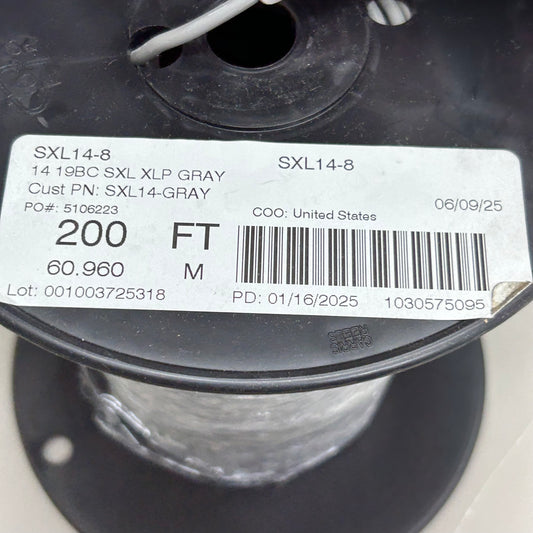 SXL14-8 SXL14-8
14 19BC SXL XLP GRAY
Cust PN: SXL14-GRAY 06/09/25
PO#: 5106223 COO: United States
200 FT
60.960 M
Lot: 001003725318 PD: 01/16/2025 1030575095